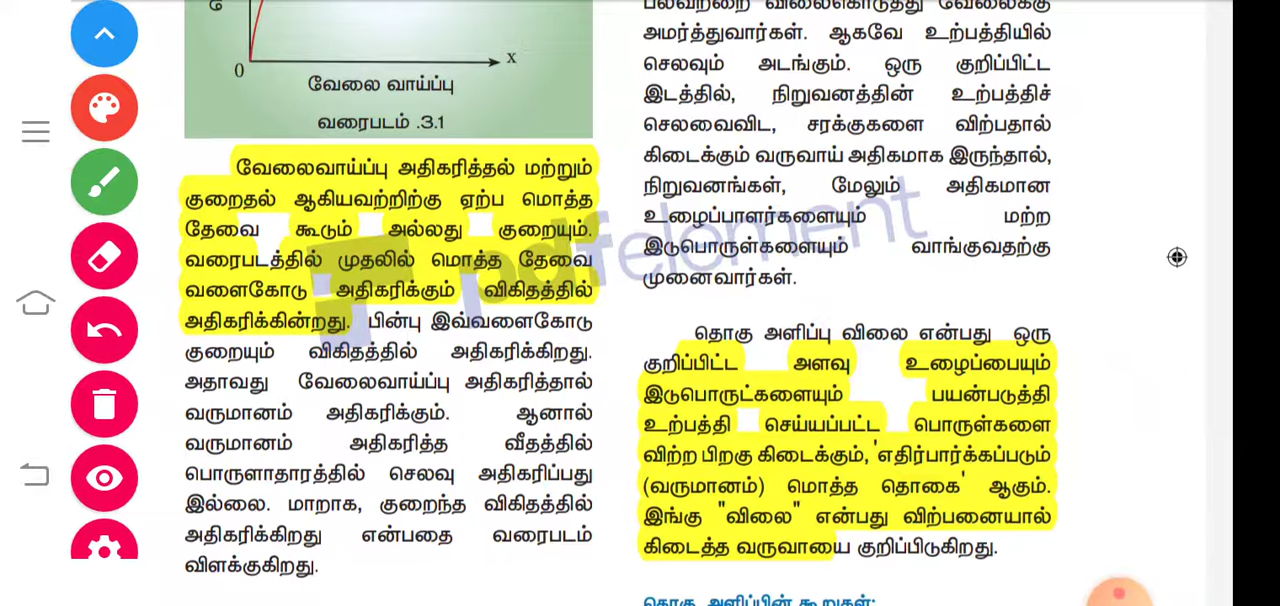 0
x
வேலை வாய்ப்பு
வரைபடம் .3.1
வேலைவாய்ப்பு அதிகரித்தல் மற்றும்
குறைதல் ஆகியவற்றிற்கு ஏற்ப மொத்த
தேவை கூடும் அல்லது குறையும்.
வரைபடத்தில் முதலில் மொத்த தேவை
வளைகோடு அதிகரிக்கும் விகிதத்தில்
அதிகரிக்கின்றது. பின்பு இவ்வளைகோடு
குறையும் விகிதத்தில் அதிகரிக்கிறது.
அதாவது வேலைவாய்ப்பு அதிகரித்தால்
வருமானம் அதிகரிக்கும். ஆனால்
வருமானம் அதிகரித்த வீதத்தில்
பொருளாதாரத்தில் செலவு அதிகரிப்பது
இல்லை. மாறாக, குறைந்த விகிதத்தில்
அதிகரிக்கிறது என்பதை வரைபடம்
விளக்குகிறது.
பலவற்றை விலைகொடுத்து வேலைக்கு
அமர்த்துவார்கள். ஆகவே உற்பத்தியில்
செலவும் அடங்கும். ஒரு குறிப்பிட்ட
இடத்தில், நிறுவனத்தின் உற்பத்திச்
செலவைவிட, சரக்குகளை விற்பதால்
கிடைக்கும் வருவாய் அதிகமாக இருந்தால்,
நிறுவனங்கள், மேலும் அதிகமான
உழைப்பாளர்களையும் மற்ற
இடுபொருள்களையும் வாங்குவதற்கு
முனைவார்கள்.
தொகு அளிப்பு விலை என்பது ஒரு
குறிப்பிட்ட அளவு உழைப்பையும்
இடுபொருட்களையும் பயன்படுத்தி
உற்பத்தி செய்யப்பட்ட பொருள்களை
விற்ற பிறகு கிடைக்கும், 'எதிர்பார்க்கப்படும்
(வருமானம்) மொத்த தொகை' ஆகும்.
இங்கு "விலை" என்பது விற்பனையால்
கிடைத்த வருவாயை குறிப்பிடுகிறது.
தொகு அளிப்பின் கூறுகள்:
pdfelement